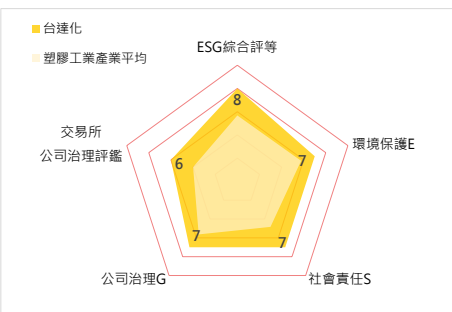 台達化
塑膠工業產業平均
ESG綜合評等
8
環境保護E
7
社會責任S
7
公司治理G
7
交易所
公司治理評鑑
6